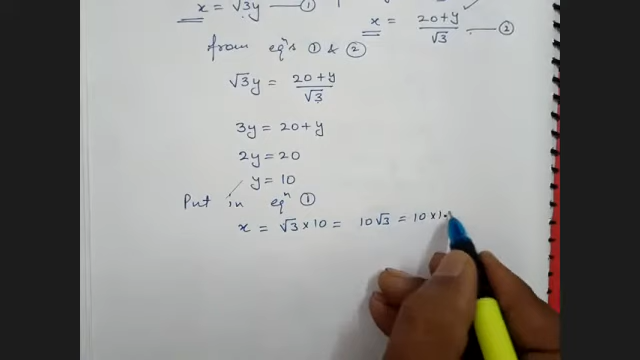 x = √3y — ①
x = 20+y/√3 — ②
from eqⁿs ① & ②
√3y = 20+y/√3
3y = 20+y
2y = 20
y = 10
Put in eqⁿ ①
x = √3 × 10 = 10√3 = 10×1.